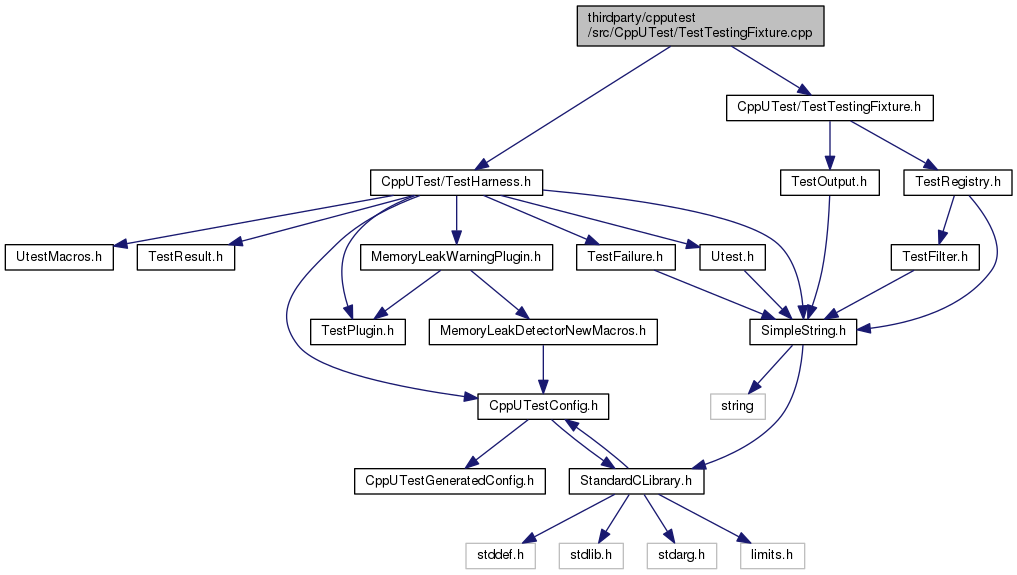 thirdparty/cpputest
/src/CppUTest/TestTestingFixture.cpp
CppUTest/TestTestingFixture.h
CppUTest/TestHarness.h
TestOutput.h
TestRegistry.h
UtestMacros.h
TestResult.h
MemoryLeakWarningPlugin.h
TestFailure.h
Utest.h
TestFilter.h
TestPlugin.h
MemoryLeakDetectorNewMacros.h
SimpleString.h
CppUTestConfig.h
string
CppUTestGeneratedConfig.h
StandardCLibrary.h
stddef.h
stdlib.h
stdarg.h
limits.h